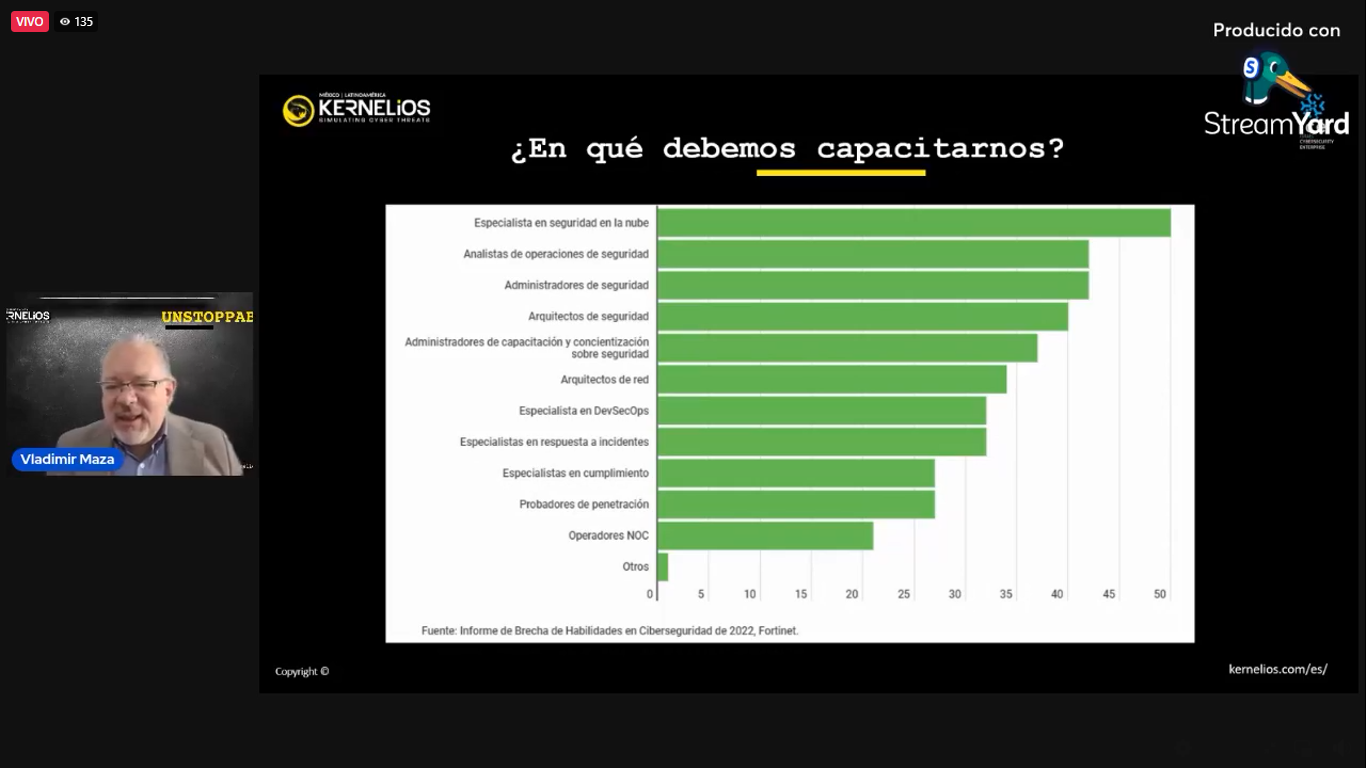 VIVO 135
Producido con
StreamYard
CYBERSECURITY
ENTERPRISE
MÉXICO | LATINOAMÉRICA
KERNELiOS
SIMULATING CYBER THREATS
¿En qué debemos capacitarnos?
Especialista en seguridad en la nube
Analistas de operaciones de seguridad
Administradores de seguridad
Arquitectos de seguridad
Administradores de capacitación y concientización
sobre seguridad
Arquitectos de red
Especialista en DevSecOps
Especialistas en respuesta a incidentes
Especialistas en cumplimiento
Probadores de penetración
Operadores NOC
Otros
0 5 10 15 20 25 30 35 40 45 50
Fuente: Informe de Brecha de Habilidades en Ciberseguridad de 2022, Fortinet.
Copyright ©
kernelios.com/es/
RNELiOS
UNSTOPPAB
Vladimir Maza